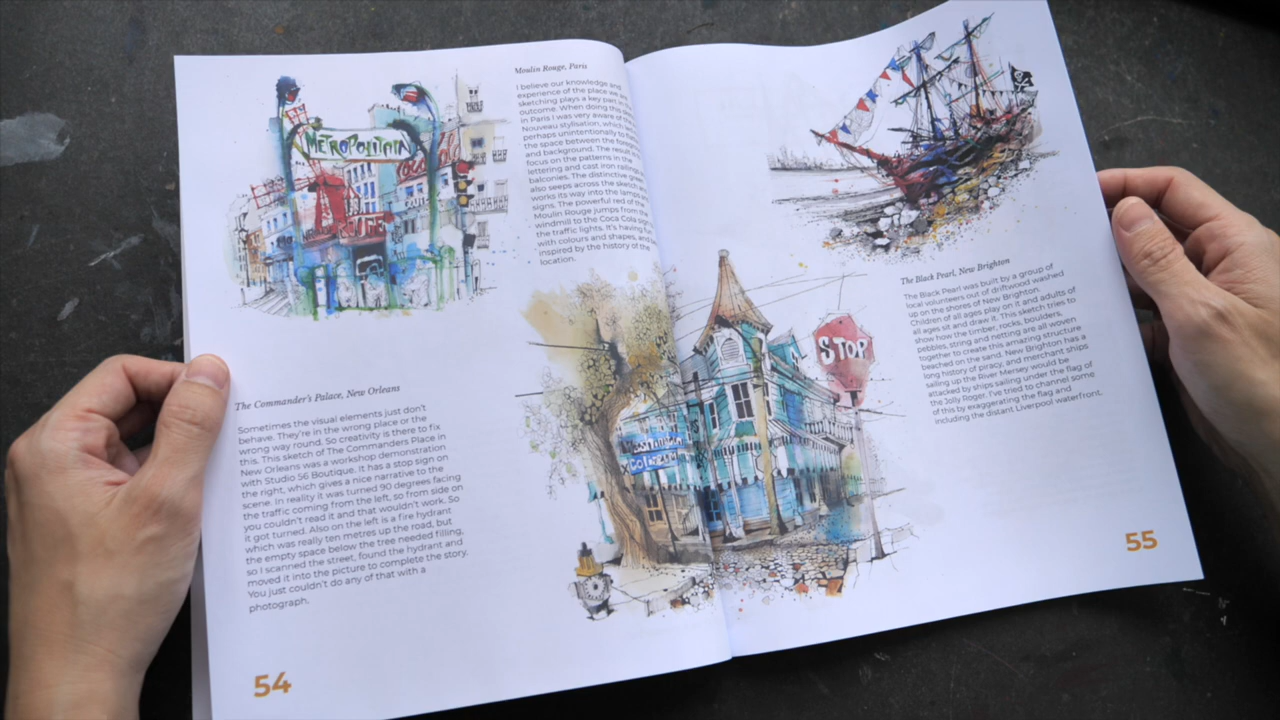 METROPOLITAIN
ROUGE
Moulin Rouge, Paris
I believe our knowledge and
experience of the place we are
sketching plays a key part in the
outcome. When doing this
in Paris I was very aware of
Nouveau stylisation, which
perhaps unintentionally
the space between the
and background. The result
focus on the patterns in the
lettering and cast iron railings
balconies. The distinctive green
also seeps across the sketch
works its way into the lamps
signs. The powerful red of the
Moulin Rouge jumps from the
windmill to the Coca Cola sign
the traffic lights. It's having fun
with colours and shapes,
inspired by the history of the
location.
The Commander's Palace, New Orleans
Sometimes the visual elements just don't
behave. They're in the wrong place or the
wrong way round. So creativity is there to fix
this. This sketch of The Commanders Place in
New Orleans was a workshop demonstration
with Studio 56 Boutique. It has a stop sign on
the right, which gives a nice narrative to the
scene. In reality it was turned 90 degrees facing
the traffic coming from the left, so from side on
you couldn't read it and that wouldn't work. So
it got turned. Also on the left is a fire hydrant
which was really ten metres up the road, but
the empty space below the tree needed filling,
so I scanned the street, found the hydrant and
moved it into the picture to complete the story.
You just couldn't do any of that with a
photograph.
54
STOP
The Black Pearl, New Brighton
The Black Pearl was built by a group of
local volunteers out of driftwood washed
up on the shores of New Brighton.
Children of all ages play on it and adults of
all ages sit and draw it. This sketch tries to
show how the timber, rocks, boulders,
pebbles, string and netting are all woven
together to create this amazing structure
beached on the sand. New Brighton has a
long history of piracy, and merchant ships
sailing up the River Mersey would be
attacked by ships sailing under the flag of
the Jolly Roger. I've tried to channel some
of this by exaggerating the flag and
including the distant Liverpool waterfront.
55